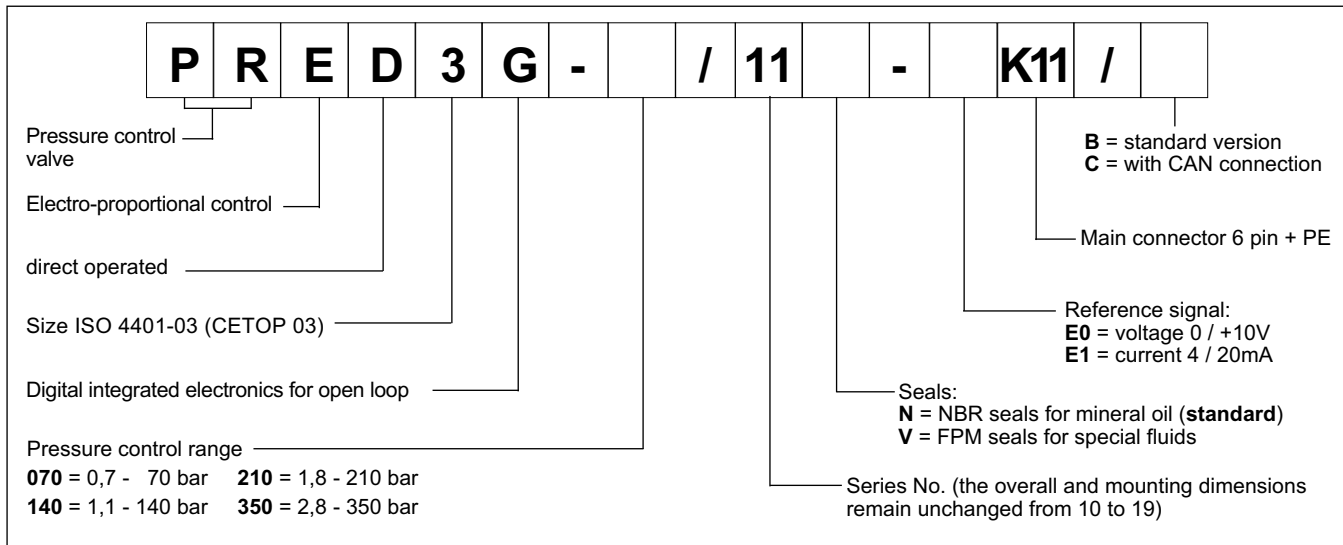 P R E D 3 G - / 11 - K11 /
Pressure control
valve
Electro-proportional control
direct operated
Size ISO 4401-03 (CETOP 03)
Digital integrated electronics for open loop
Pressure control range
070 = 0,7 - 70 bar 210 = 1,8 - 210 bar
140 = 1,1 - 140 bar 350 = 2,8 - 350 bar
B = standard version
C = with CAN connection
Main connector 6 pin + PE
Reference signal:
E0 = voltage 0 / +10V
E1 = current 4 / 20mA
Seals:
N = NBR seals for mineral oil (standard)
V = FPM seals for special fluids
Series No. (the overall and mounting dimensions
remain unchanged from 10 to 19)